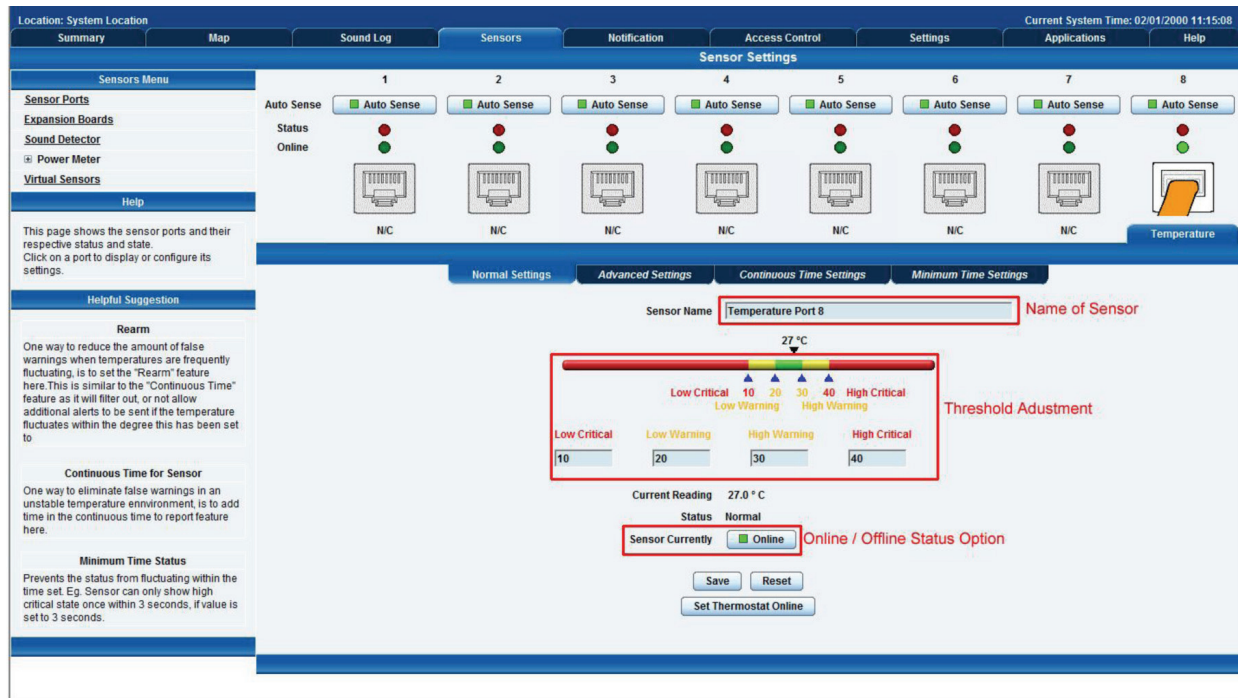 Location: System Location
Current System Time: 02/01/2000 11:15:08
Summary Map Sound Log Sensors Notification Access Control Settings Applications Help
Sensor Settings
Sensors Menu
Sensor Ports
Expansion Boards
Sound Detector
Power Meter
Virtual Sensors
Help
This page shows the sensor ports and their
respective status and state.
Click on a port to display or configure its
settings.
Helpful Suggestion
Rearm
One way to reduce the amount of false
warnings when temperatures are frequently
fluctuating, is to set the "Rearm" feature
here.This is similar to the "Continuous Time"
feature as it will filter out, or not allow
additional alerts to be sent if the temperature
fluctuates within the degree this has been set
to
Continuous Time for Sensor
One way to eliminate false warnings in an
unstable temperature ennvironment, is to add
time in the continuous time to report feature
here.
Minimum Time Status
Prevents the status from fluctuating within the
time set. Eg. Sensor can only show high
critical state once within 3 seconds, if value is
set to 3 seconds.
1 2 3 4 5 6 7 8
Auto Sense Auto Sense Auto Sense Auto Sense Auto Sense Auto Sense Auto Sense Auto Sense Auto Sense
Status
Online
N/C N/C N/C N/C N/C N/C N/C Temperature
Normal Settings Advanced Settings Continuous Time Settings Minimum Time Settings
Sensor Name Temperature Port 8 Name of Sensor
27 °C
Low Critical 10 20 30 40 High Critical
Low Warning High Warning
Threshold Adustment
Low Critical Low Warning High Warning High Critical
10 20 30 40
Current Reading 27.0 ° C
Status Normal
Sensor Currently Online Online / Offline Status Option
Save Reset
Set Thermostat Online